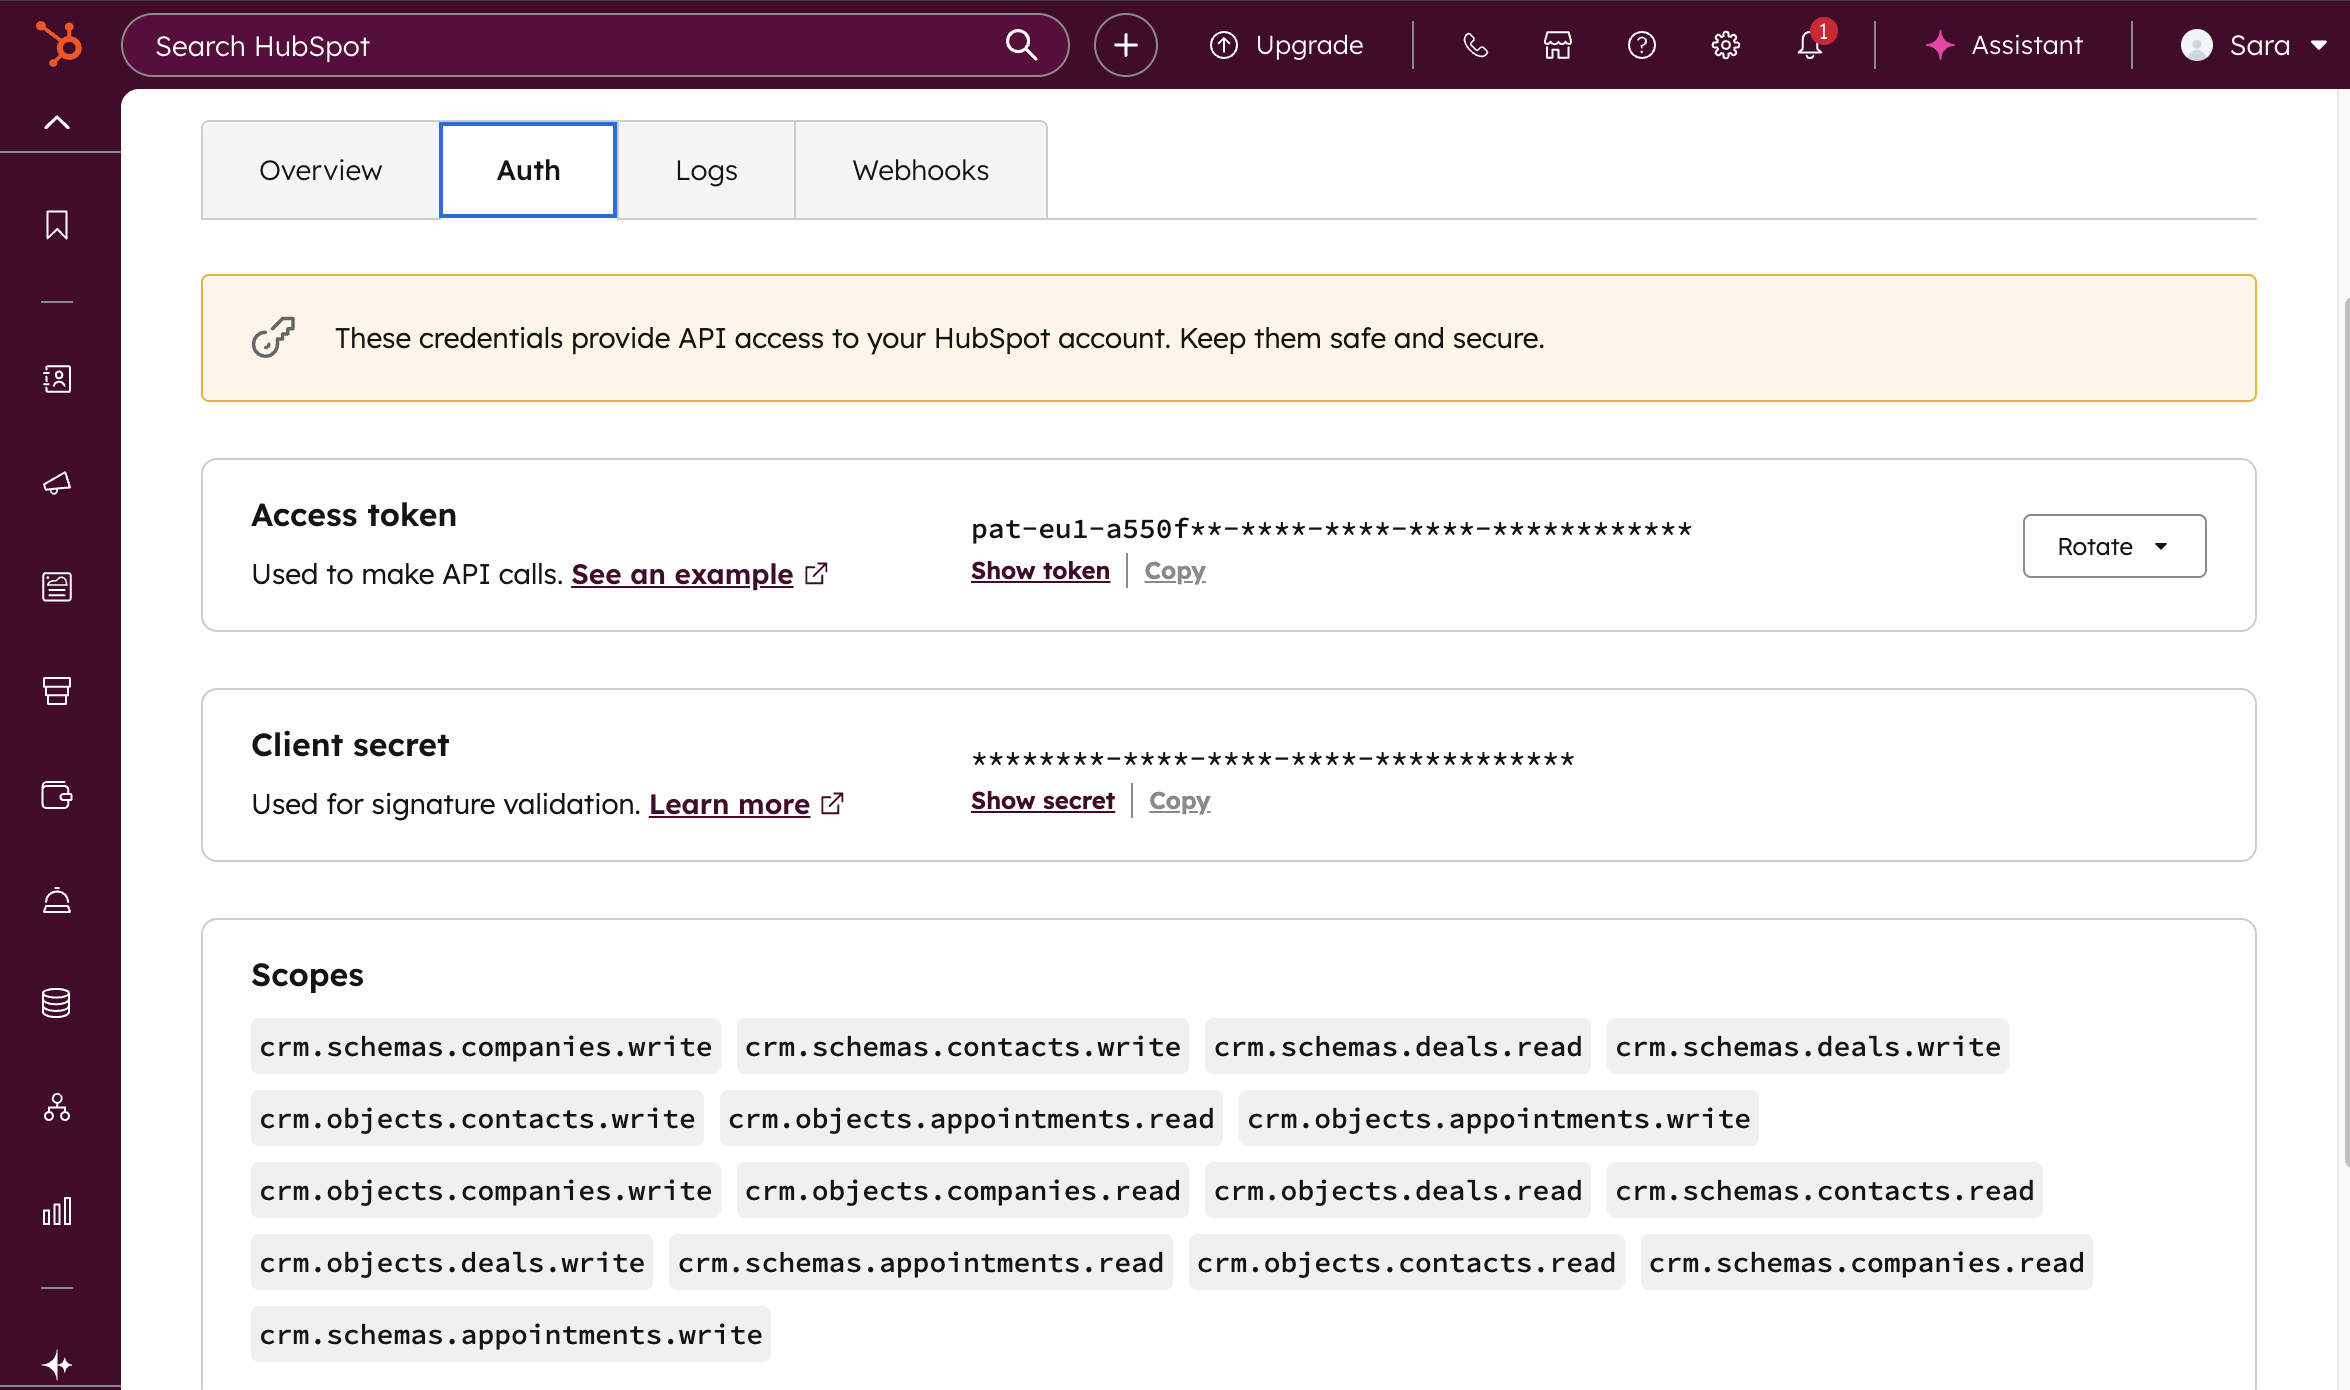 Search HubSpot
Upgrade
1
Assistant
Sara
Overview
Auth
Logs
Webhooks
These credentials provide API access to your HubSpot account. Keep them safe and secure.
Access token
Used to make API calls. See an example
pat-eu1-a550f**-****-****-****-************
Show token
Copy
Rotate
Client secret
Used for signature validation. Learn more
********-****-****-****-************
Show secret
Copy
Scopes
crm.schemas.companies.write crm.schemas.contacts.write crm.schemas.deals.read crm.schemas.deals.write
crm.objects.contacts.write crm.objects.appointments.read crm.objects.appointments.write
crm.objects.companies.write crm.objects.companies.read crm.objects.deals.read crm.schemas.contacts.read
crm.objects.deals.write crm.schemas.appointments.read crm.objects.contacts.read crm.schemas.companies.read
crm.schemas.appointments.write